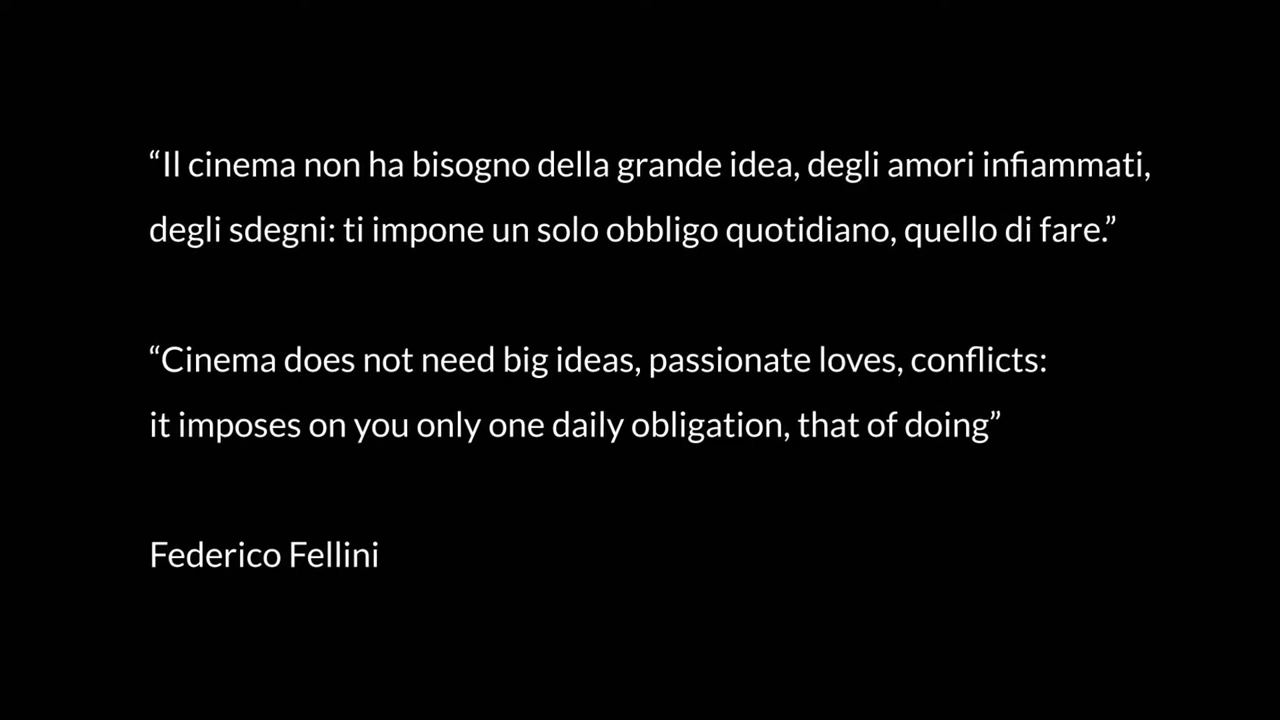 “Il cinema non ha bisogno della grande idea, degli amori infiammati,
degli sdegni: ti impone un solo obbligo quotidiano, quello di fare.”
“Cinema does not need big ideas, passionate loves, conflicts:
it imposes on you only one daily obligation, that of doing”
Federico Fellini